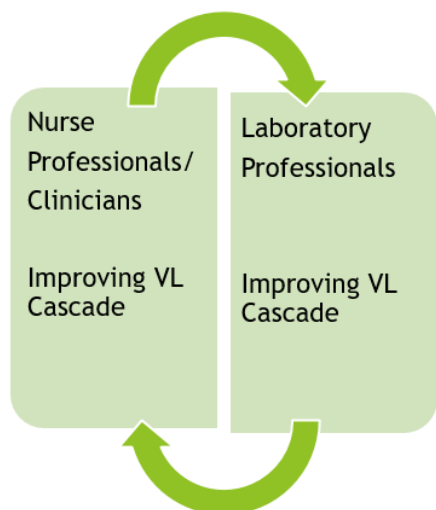 Nurse
Professionals/
Clinicians
Improving VL
Cascade
Laboratory
Professionals
Improving VL
Cascade